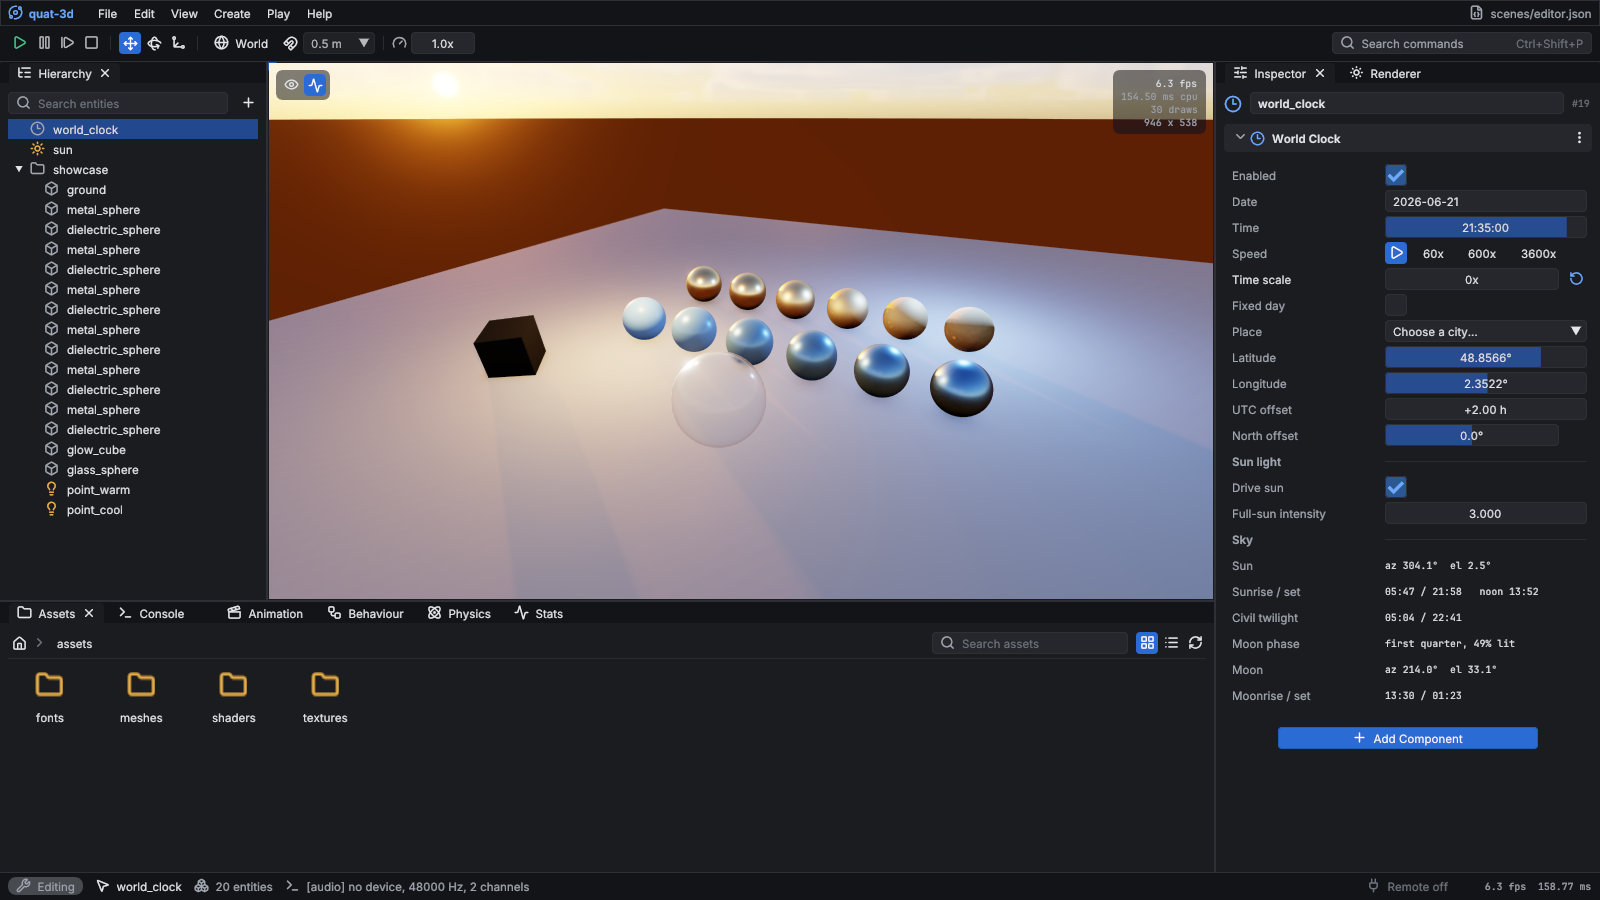 quat-3d File Edit View Create Play Help scenes/editor.json
World 0.5 m 1.0x Search commands Ctrl+Shift+P
Hierarchy
Search entities
world_clock
sun
showcase
ground
metal_sphere
dielectric_sphere
metal_sphere
dielectric_sphere
metal_sphere
dielectric_sphere
metal_sphere
dielectric_sphere
metal_sphere
dielectric_sphere
metal_sphere
dielectric_sphere
glow_cube
glass_sphere
point_warm
point_cool
6.3 fps
154.50 ms cpu
30 draws
946 x 538
Inspector Renderer
world_clock #19
World Clock
Enabled
Date 2026-06-21
Time 21:35:00
Speed 60x 600x 3600x
Time scale 0x
Fixed day
Place Choose a city...
Latitude 48.8566°
Longitude 2.3522°
UTC offset +2.00 h
North offset 0.0°
Sun light
Drive sun
Full-sun intensity 3.000
Sky
Sun az 304.1° el 2.5°
Sunrise / set 05:47 / 21:58 noon 13:52
Civil twilight 05:04 / 22:41
Moon phase first quarter, 49% lit
Moon az 214.0° el 33.1°
Moonrise / set 13:30 / 01:23
Add Component
Assets Console Animation Behaviour Physics Stats
assets Search assets
fonts meshes shaders textures
Editing world_clock 20 entities [audio] no device, 48000 Hz, 2 channels Remote off 6.3 fps 158.77 ms